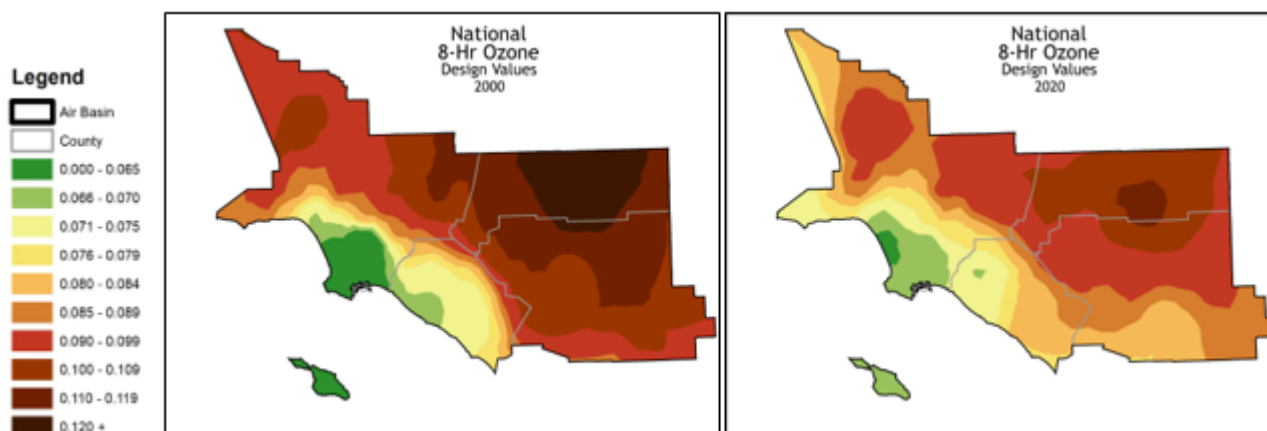 National
8-Hr Ozone
Design Values
2000
National
8-Hr Ozone
Design Values
2020
Legend
Air Basin
County
0.000 - 0.065
0.066 - 0.070
0.071 - 0.075
0.076 - 0.079
0.080 - 0.084
0.085 - 0.089
0.090 - 0.099
0.100 - 0.109
0.110 - 0.119
0.120 +